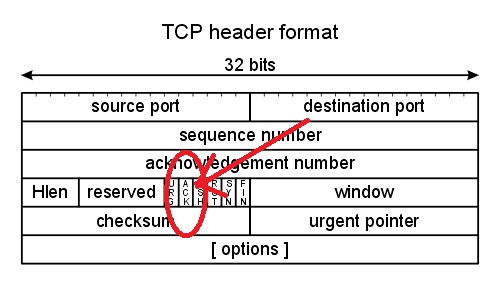 TCP header format
32 bits
source port destination port
sequence number
acknowledgement number
Hlen reserved URG ACK PSH RST SYN FIN window
checksum urgent pointer
[ options ]